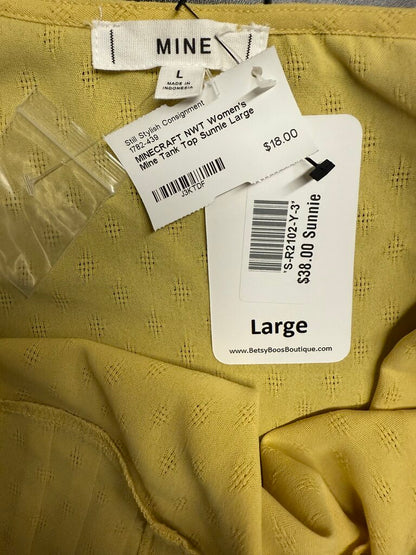 MINE
L
MADE IN
INDONESIA
Still Stylish Consignment
1782-439
MINECRAFT NWT Women's
Mine Tank Top Sunnie Large
$18.00
J3KTDF
'S-R2102-Y-3'
$38.00 Sunnie
Large
www.BetsyBoosBoutique.com